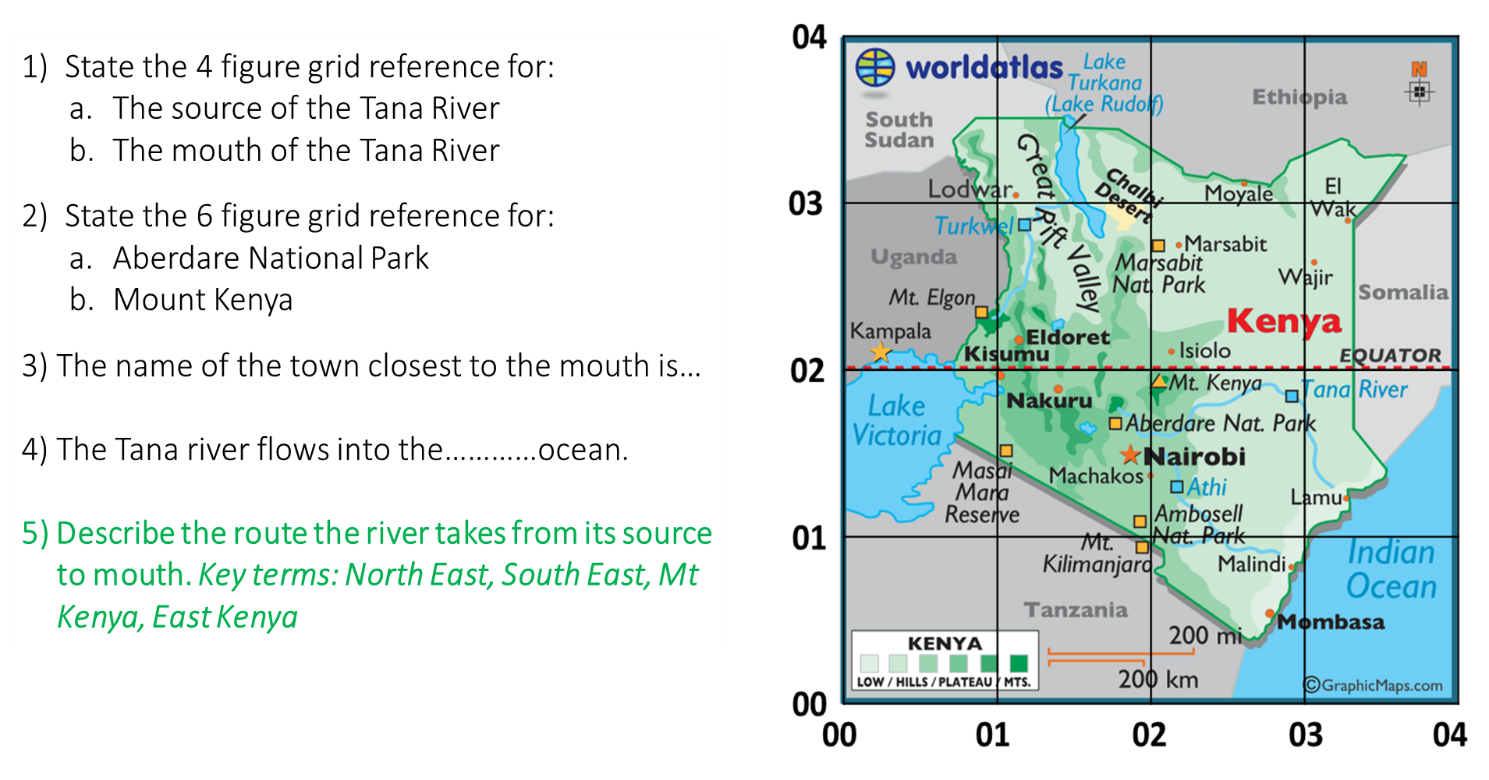 1) State the 4 figure grid reference for:
a. The source of the Tana River
b. The mouth of the Tana River
2) State the 6 figure grid reference for:
a. Aberdare National Park
b. Mount Kenya
3) The name of the town closest to the mouth is...
4) The Tana river flows into the............ocean.
5) Describe the route the river takes from its source
to mouth. Key terms: North East, South East, Mt
Kenya, East Kenya
04
03
02
01
00
00
01
02
03
04
worldatlas
Lake
Turkana
(Lake Rudolf)
N
Ethiopia
South
Sudan
Great Rift Valley
Chalbi
Desert
Lodwar
Moyale
El
Wak
Turkwel
Uganda
Marsabit
Marsabit
Nat. Park
Wajir
Somalia
Mt. Elgon
Kenya
Kampala
Eldoret
Kisumu
Isiolo
EQUATOR
Mt. Kenya
Tana River
Lake
Victoria
Nakuru
Aberdare Nat. Park
Nairobi
Masai
Mara
Reserve
Machakos
Athi
Lamu
Ambosell
Nat. Park
Mt.
Kilimanjaro
Malindi
Indian
Ocean
Tanzania
Mombasa
200 mi
200 km
KENYA
LOW / HILLS / PLATEAU / MTS.
©GraphicMaps.com